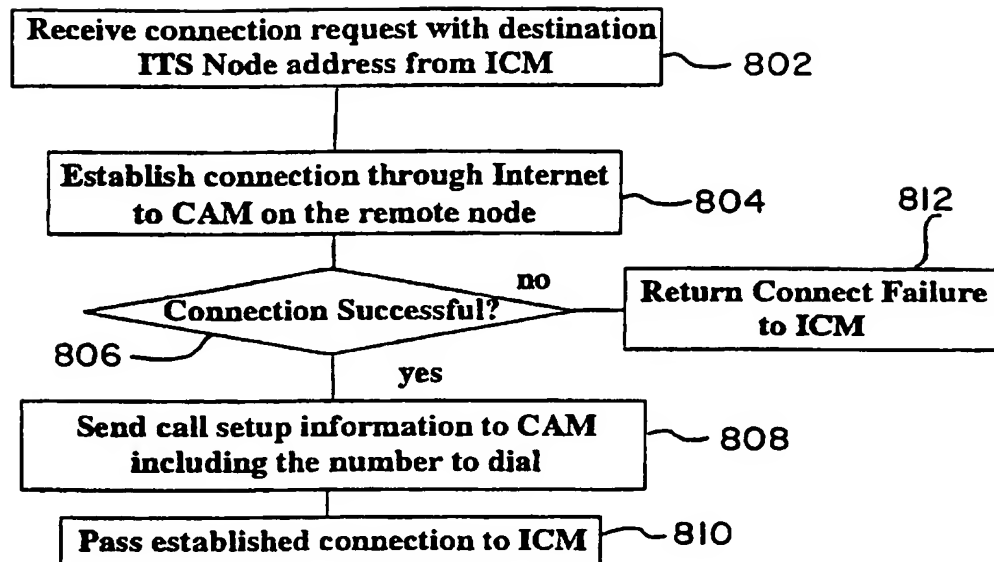 Receive connection request with destination
ITS Node address from ICM
802
Establish connection through Internet
to CAM on the remote node
804
812
no
Connection Successful?
Return Connect Failure
to ICM
806
yes
Send call setup information to CAM
including the number to dial
808
Pass established connection to ICM
810